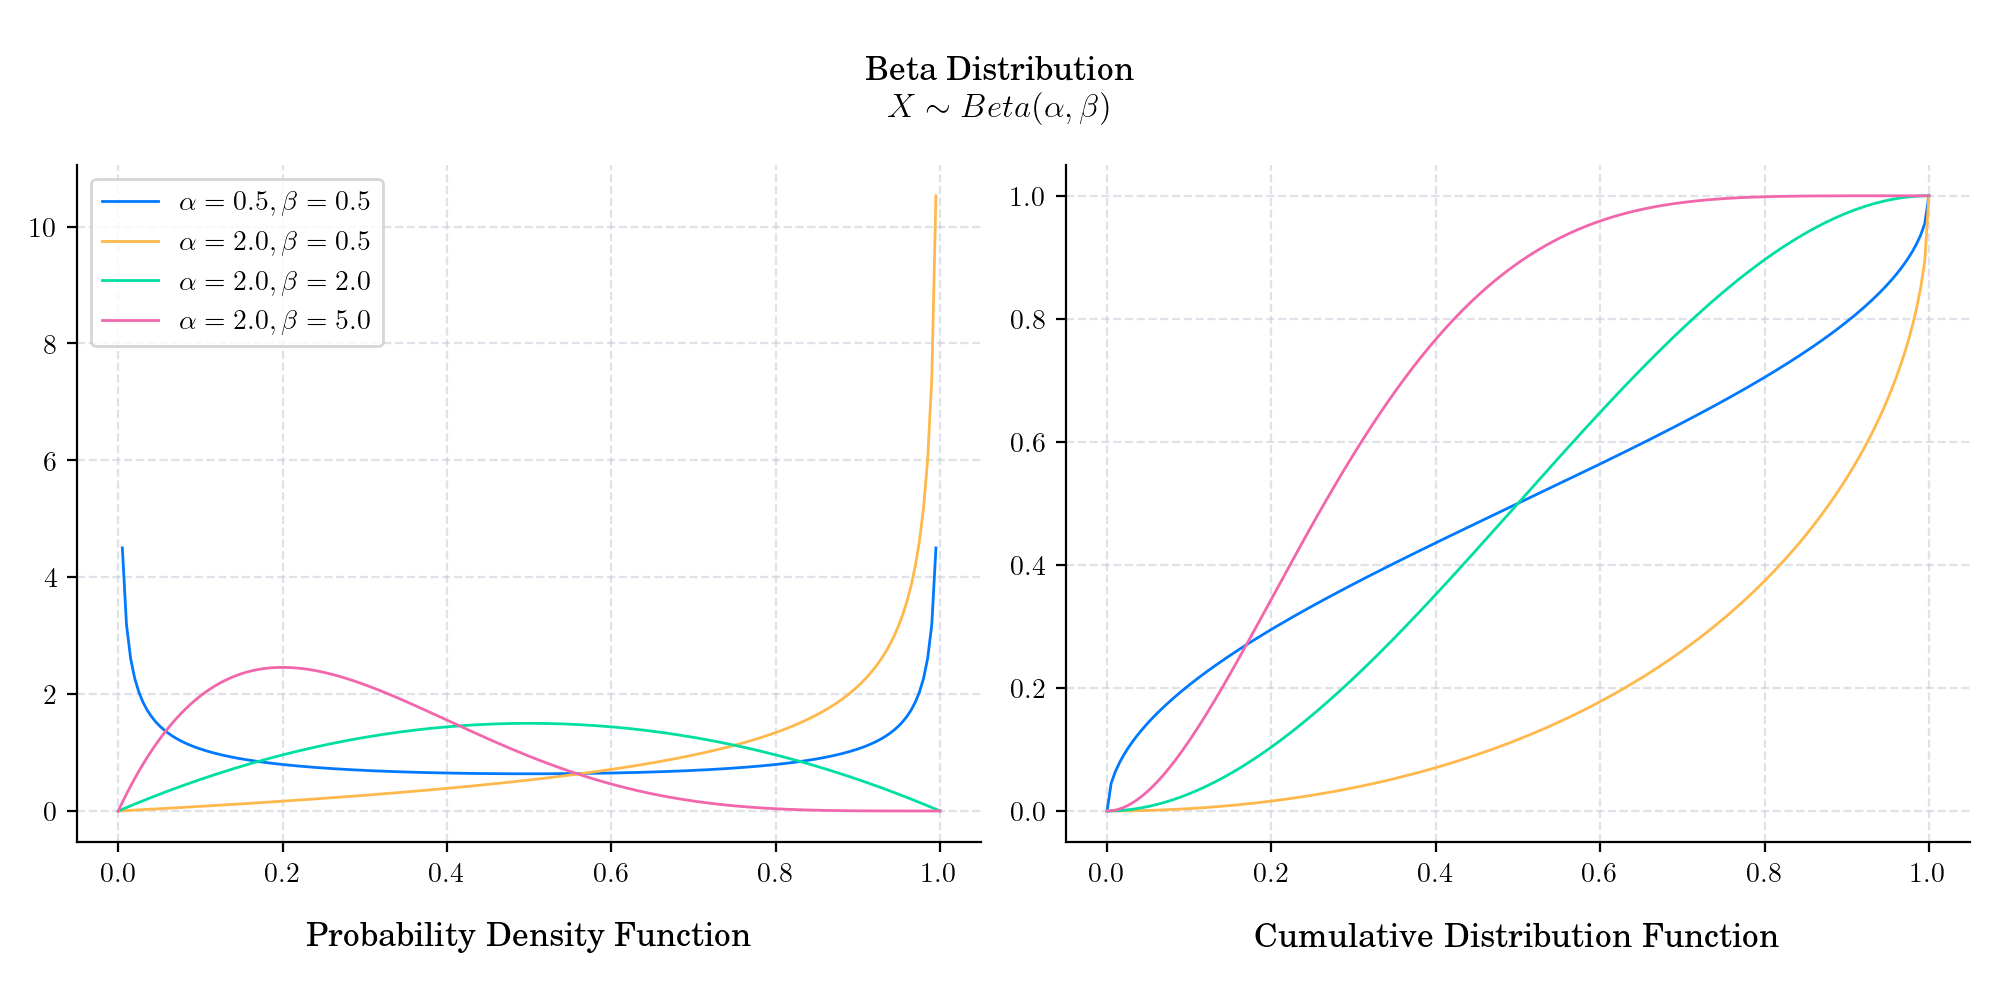 Beta Distribution
X ∼ Beta(α, β)
α = 0.5, β = 0.5
α = 2.0, β = 0.5
α = 2.0, β = 2.0
α = 2.0, β = 5.0
10
8
6
4
2
0
0.0 0.2 0.4 0.6 0.8 1.0
Probability Density Function
1.0
0.8
0.6
0.4
0.2
0.0
0.0 0.2 0.4 0.6 0.8 1.0
Cumulative Distribution Function